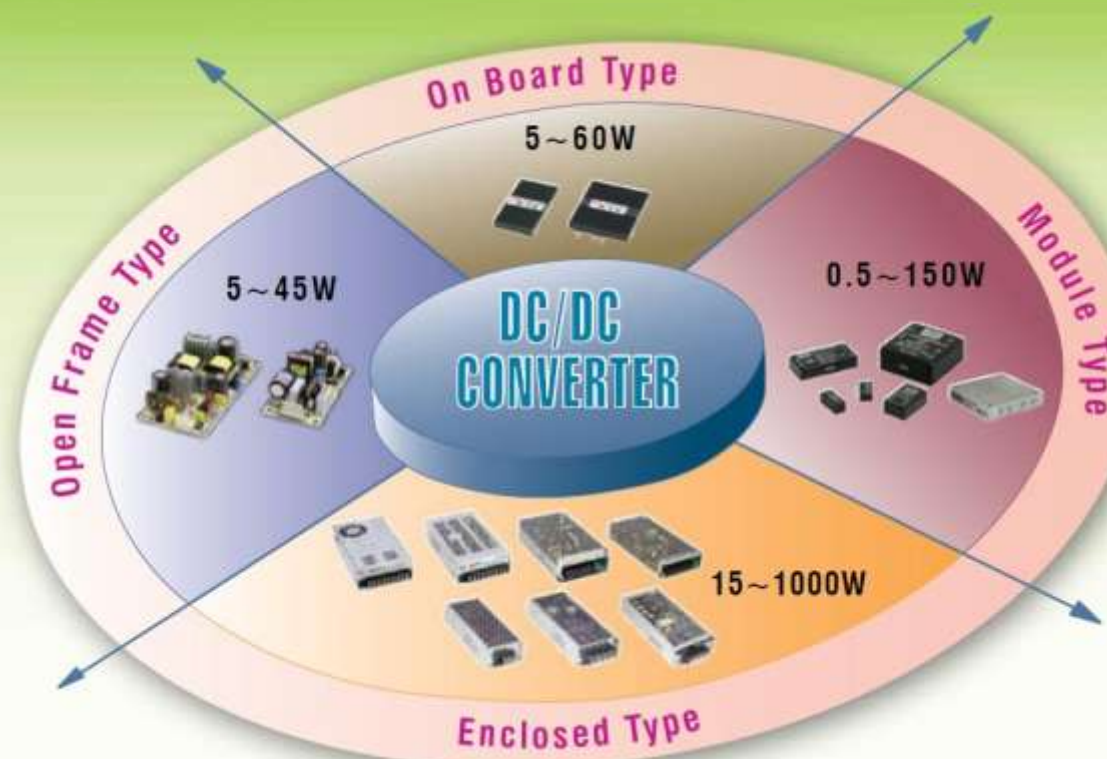 On Board Type
5~60W
Open Frame Type
5~45W
Module Type
0.5~150W
DC/DC
CONVERTER
15~1000W
Enclosed Type